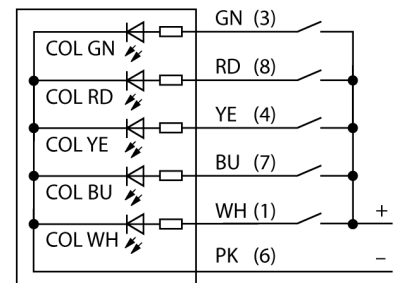 GN (3)
COL GN
RD (8)
COL RD
YE (4)
COL YE
BU (7)
COL BU
WH (1) +
COL WH
PK (6) –